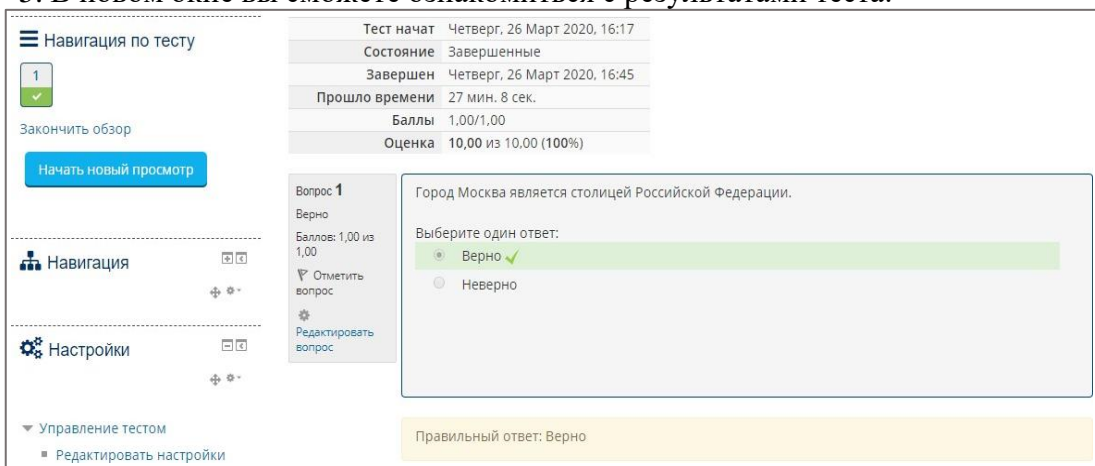 Навигация по тесту
1
Закончить обзор
Начать новый просмотр
Навигация
Настройки
Управление тестом
Редактировать настройки
Тест начат Четверг, 26 Март 2020, 16:17
Состояние Завершенные
Завершен Четверг, 26 Март 2020, 16:45
Прошло времени 27 мин. 8 сек.
Баллы 1,00/1,00
Оценка 10,00 из 10,00 (100%)
Вопрос 1
Верно
Баллов: 1,00 из
1,00
Отметить
вопрос
Редактировать
вопрос
Город Москва является столицей Российской Федерации.
Выберите один ответ:
Верно
Неверно
Правильный ответ: Верно